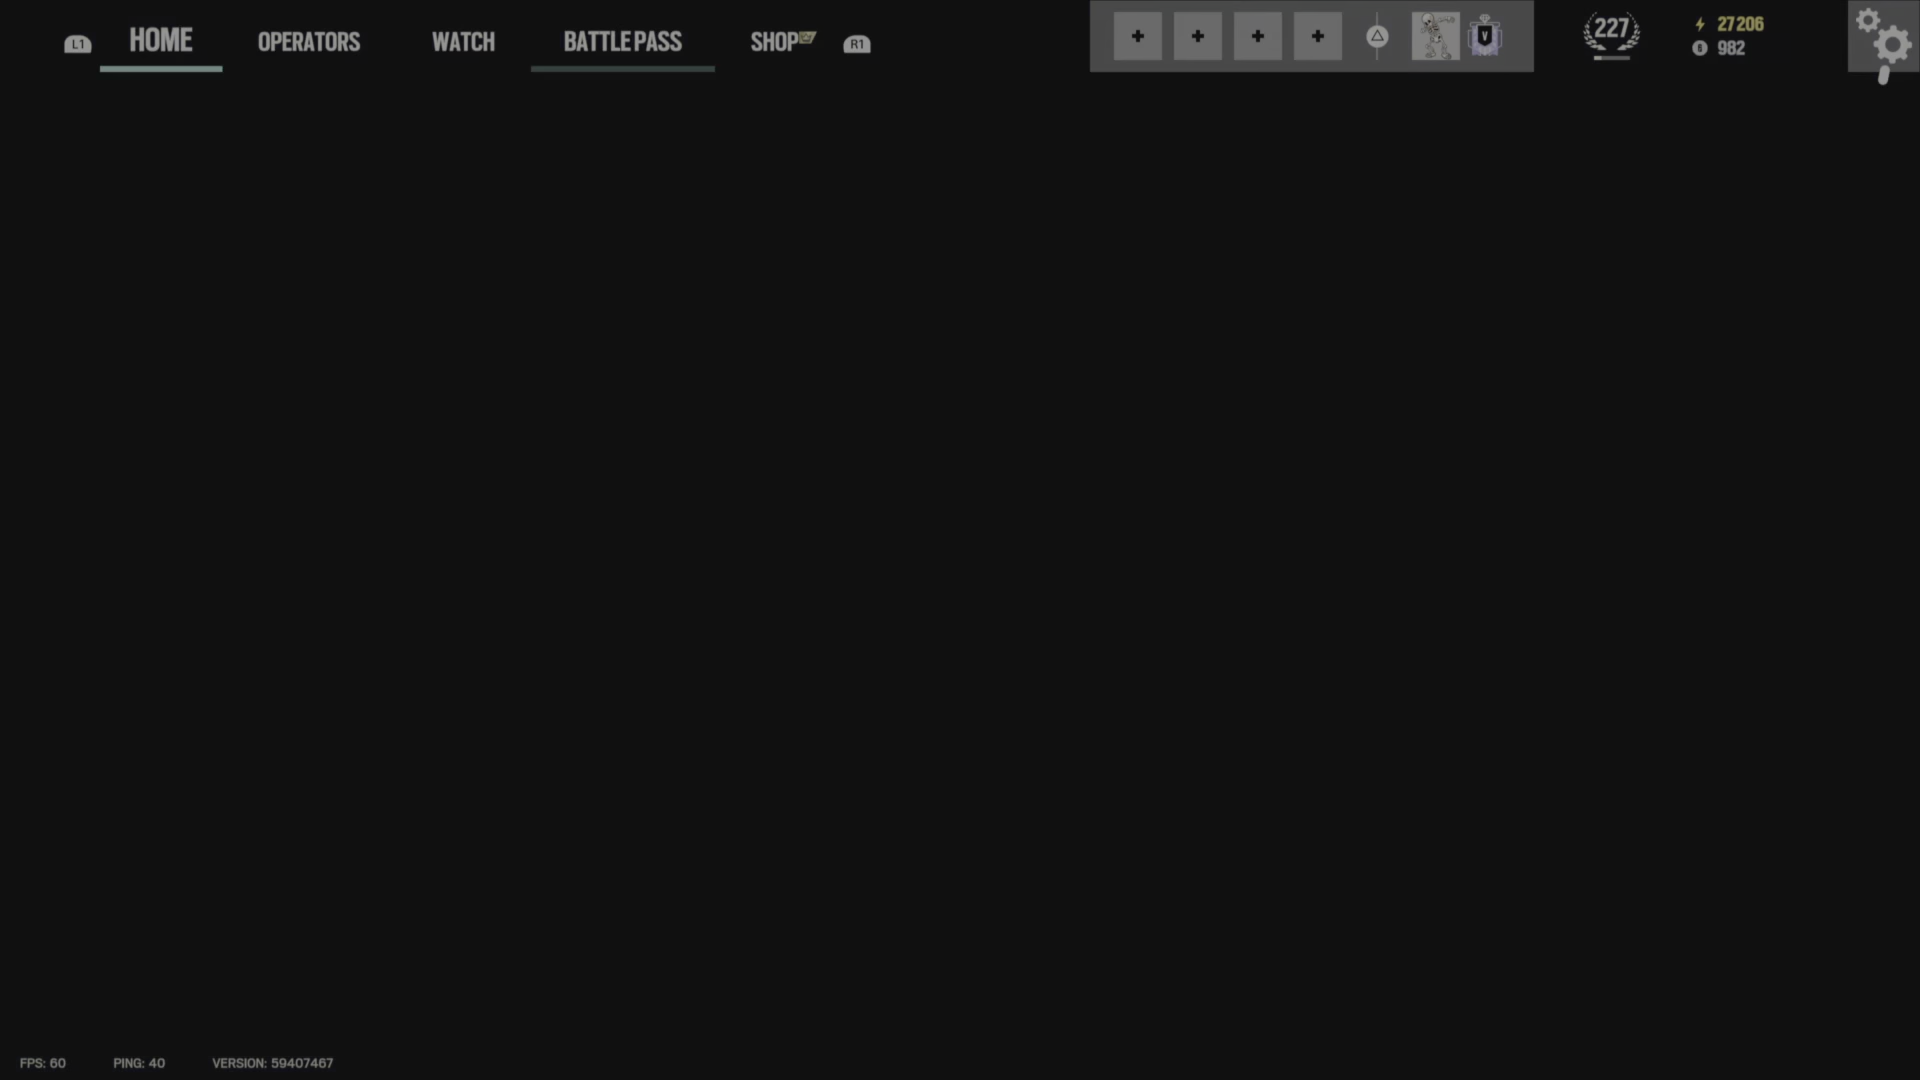 L1 HOME OPERATORS WATCH BATTLE PASS SHOP R1
V
227
27 206
982
FPS: 60 PING: 40 VERSION: 59407467